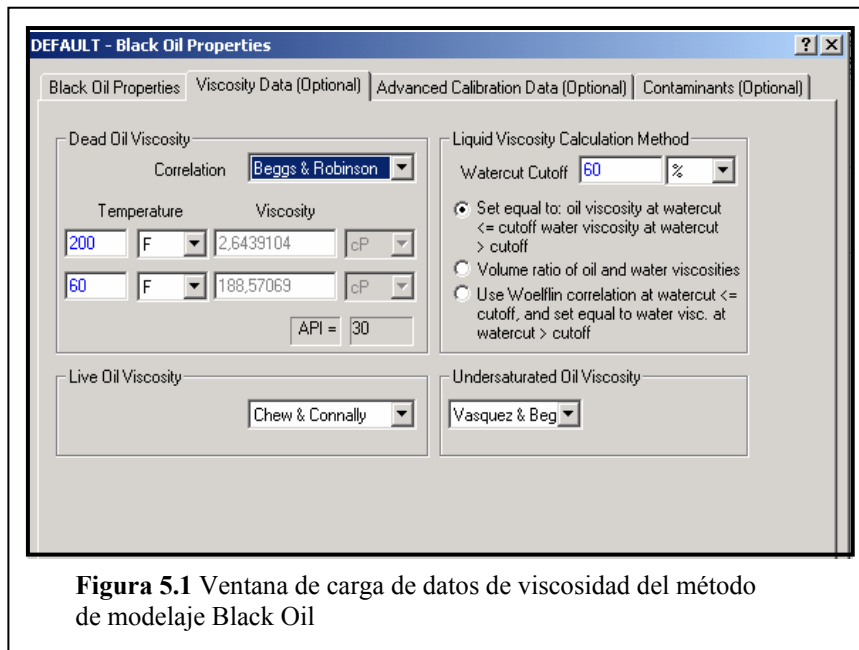 DEFAULT - Black Oil Properties
Black Oil Properties Viscosity Data (Optional) Advanced Calibration Data (Optional) Contaminants (Optional)
Dead Oil Viscosity
Correlation Beggs & Robinson
Temperature Viscosity
200 F 2,6439104 cP
60 F 188,57069 cP
API = 30
Liquid Viscosity Calculation Method
Watercut Cutoff 60 %
Set equal to: oil viscosity at watercut
<= cutoff water viscosity at watercut
> cutoff
Volume ratio of oil and water viscosities
Use Woelflin correlation at watercut <=
cutoff, and set equal to water visc. at
watercut > cutoff
Live Oil Viscosity
Chew & Connally
Undersaturated Oil Viscosity
Vasquez & Beg
Figura 5.1 Ventana de carga de datos de viscosidad del método
de modelaje Black Oil